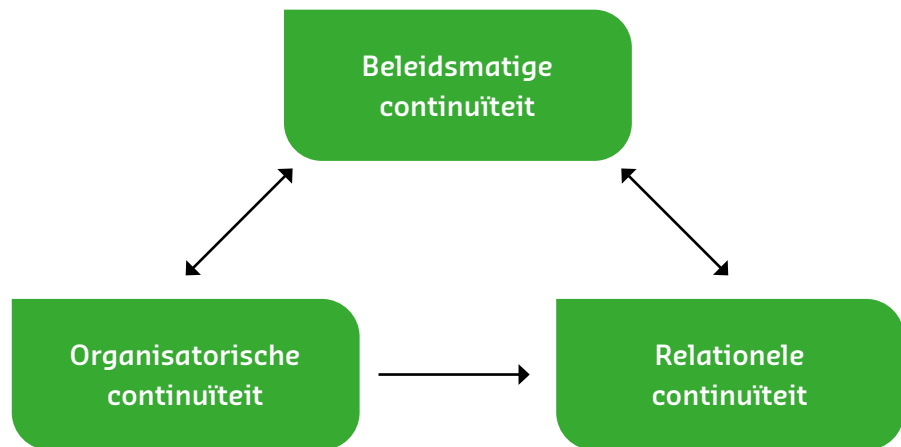 Beleidsmatige
continuïteit
Organisatorische
continuïteit
Relationele
continuïteit